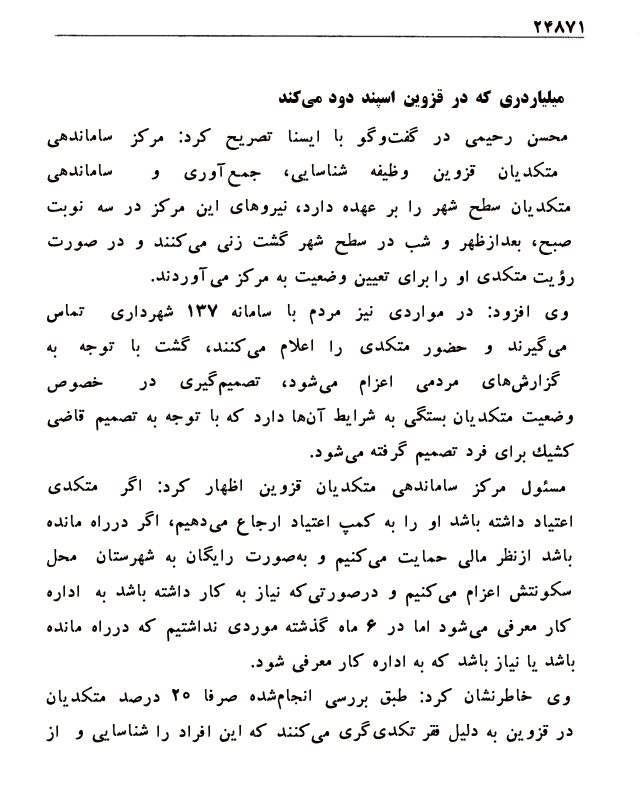 ۲۴۸۷۱
میلیاردری که در قزوین اسپند دود می‌کند
محسن رحیمی در گفت‌وگو با ایسنا تصریح کرد: مرکز ساماندهی
متکدیان قزوین وظیفه شناسایی، جمع‌آوری و ساماندهی
متکدیان سطح شهر را بر عهده دارد، نیروهای این مرکز در سه نوبت
صبح، بعدازظهر و شب در سطح شهر گشت زنی می‌کنند و در صورت
رؤیت متکدی او را برای تعیین وضعیت به مرکز می‌آوردند.
وی افزود: در مواردی نیز مردم با سامانه ۱۳۷ شهرداری تماس
می‌گیرند و حضور متکدی را اعلام می‌کنند، گشت با توجه به
گزارش‌های مردمی اعزام می‌شود، تصمیم‌گیری در خصوص
وضعیت متکدیان بستگی به شرایط آن‌ها دارد که با توجه به تصمیم قاضی
کشیك برای فرد تصمیم گرفته می‌شود.
مسئول مرکز ساماندهی متکدیان قزوین اظهار کرد: اگر متکدی
اعتیاد داشته باشد او را به کمپ اعتیاد ارجاع می‌دهیم، اگر درراه مانده
باشد ازنظر مالی حمایت می‌کنیم و به‌صورت رایگان به شهرستان محل
سکونتش اعزام می‌کنیم و درصورتی‌که نیاز به کار داشته باشد به اداره
کار معرفی می‌شود اما در ۶ ماه گذشته موردی نداشتیم که درراه مانده
باشد یا نیاز باشد که به اداره کار معرفی شود.
وی خاطرنشان کرد: طبق بررسی انجام‌شده صرفا ۲۰ درصد متکدیان
در قزوین به دلیل فقر تکدی‌گری می‌کنند که این افراد را شناسایی و از